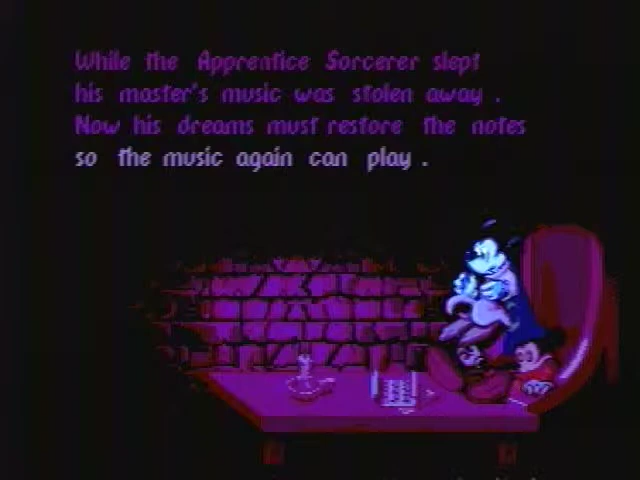 While the Apprentice Sorcerer slept
his master's music was stolen away .
Now his dreams must restore the notes
so the music again can play .